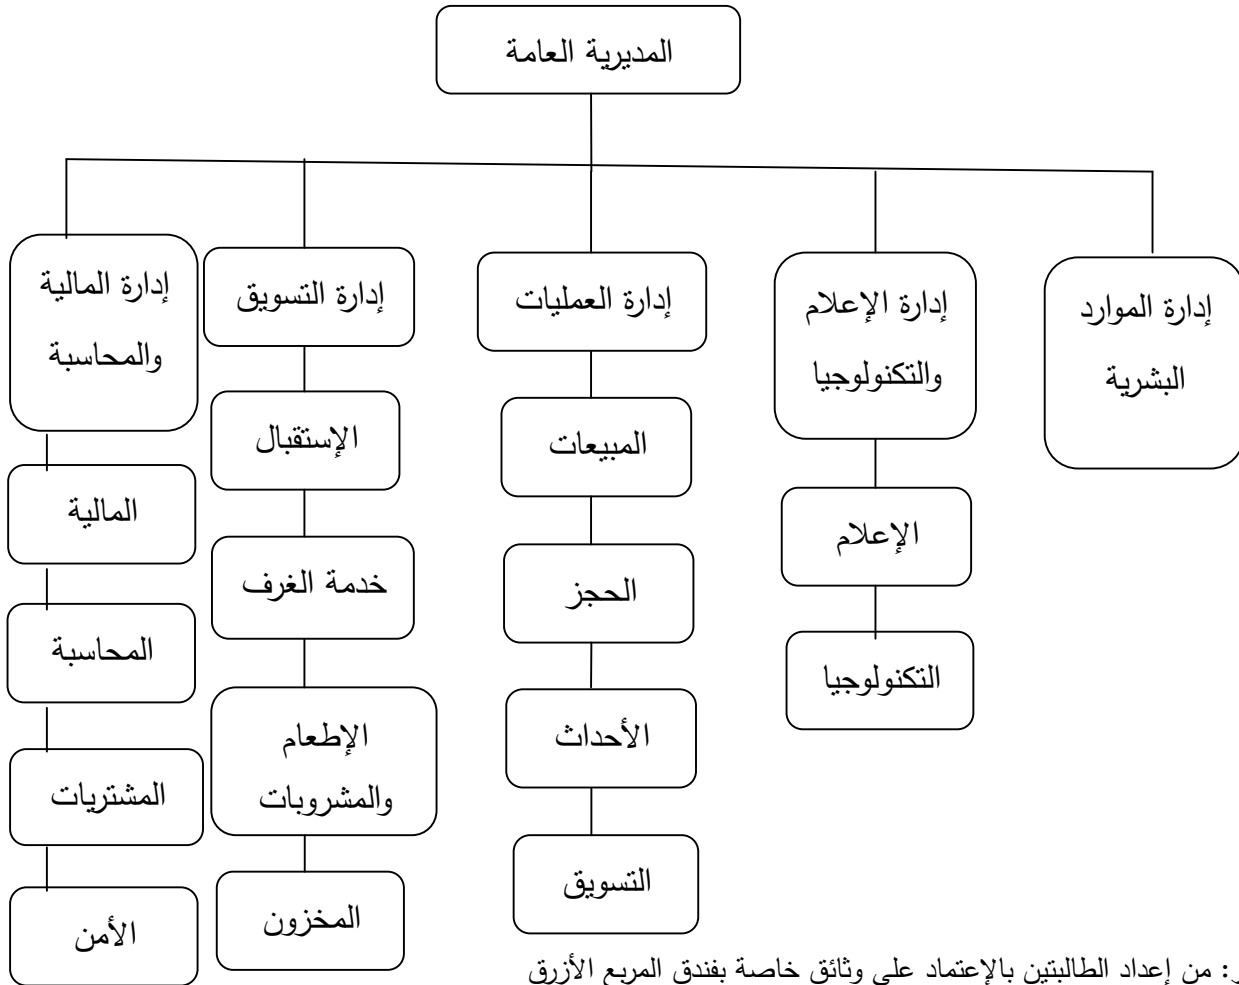 المديرية العامة
إدارة الموارد
البشرية
إدارة الإعلام
والتكنولوجيا
الإعلام
التكنولوجيا
إدارة العمليات
المبيعات
الحجز
الأحداث
التسويق
إدارة التسويق
الإستقبال
خدمة الغرف
الإطعام
والمشروبات
المخزون
إدارة المالية
والمحاسبة
المالية
المحاسبة
المشتريات
الأمن
: من إعداد الطالبتين بالإعتماد على وثائق خاصة بفندق المربع الأزرق